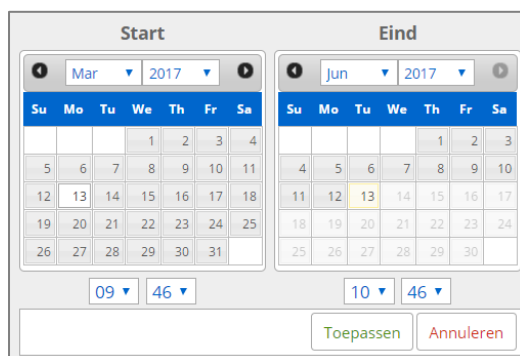 Start Eind
Mar 2017 Jun 2017
Su Mo Tu We Th Fr Sa Su Mo Tu We Th Fr Sa
1 2 3 4 1 2 3
5 6 7 8 9 10 11 4 5 6 7 8 9 10
12 13 14 15 16 17 18 11 12 13 14 15 16 17
19 20 21 22 23 24 25 18 19 20 21 22 23 24
26 27 28 29 30 31 25 26 27 28 29 30
09 46 10 46
Toepassen Annuleren